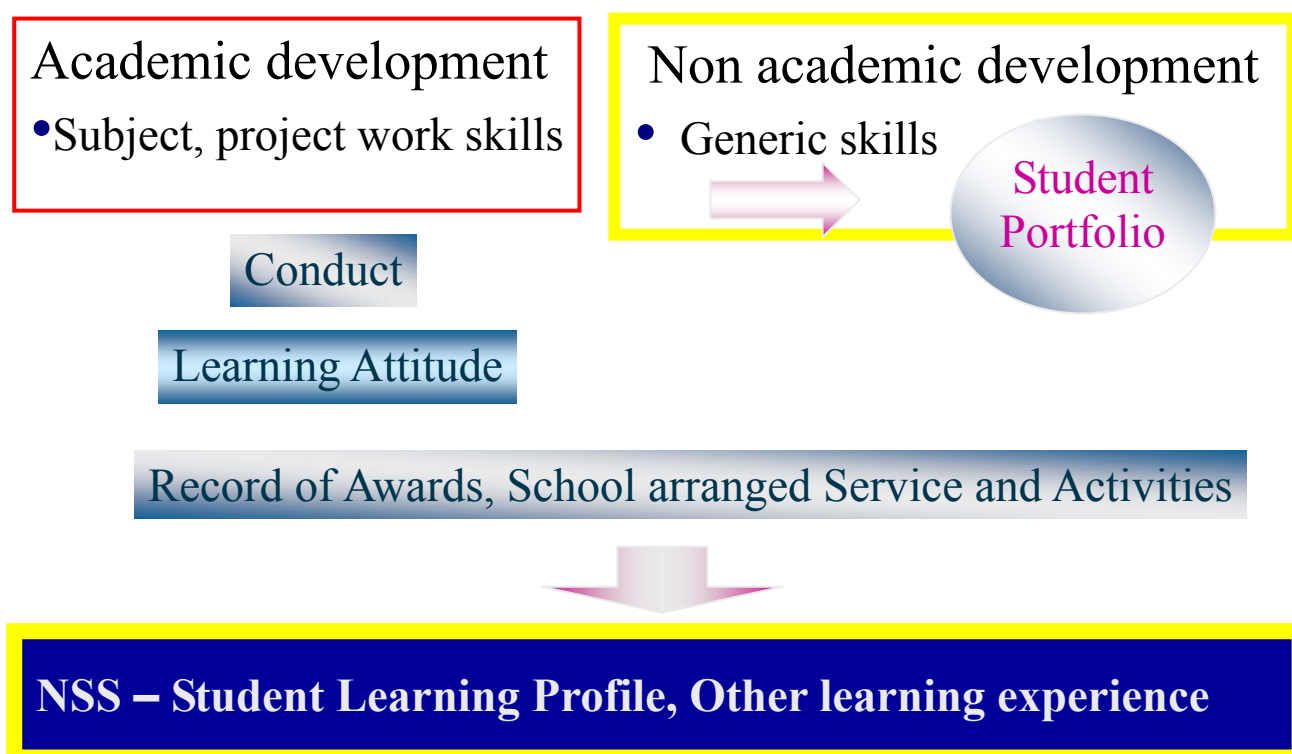 Academic development
•Subject, project work skills
Non academic development
• Generic skills
Student
Portfolio
Conduct
Learning Attitude
Record of Awards, School arranged Service and Activities
NSS – Student Learning Profile, Other learning experience